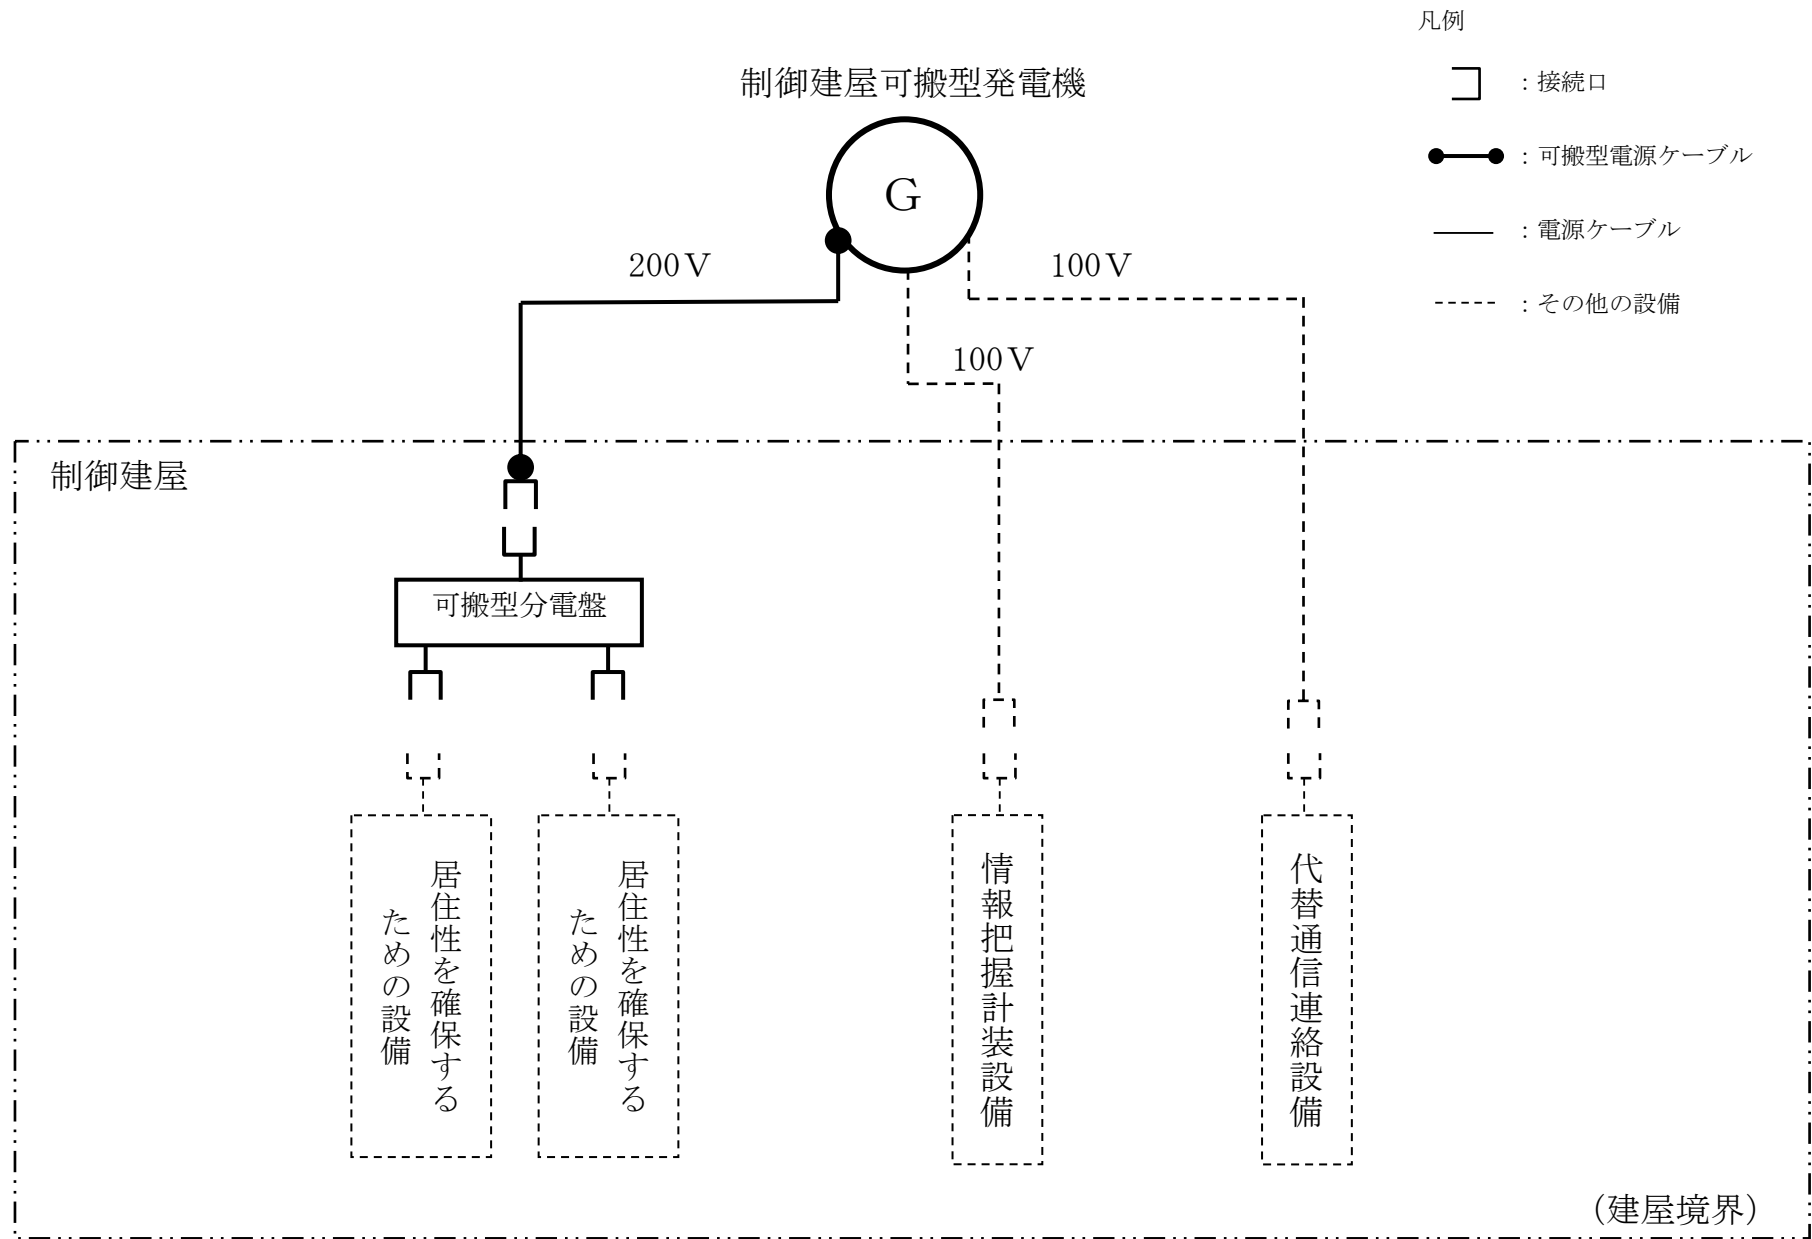 凡例
：接続口
：可搬型電源ケーブル
：電源ケーブル
：その他の設備
制御建屋可搬型発電機
G
200V
100V
100V
制御建屋
可搬型分電盤
居住性を確保する
ための設備
居住性を確保する
ための設備
情報把握計装設備
代替通信連絡設備
（建屋境界）